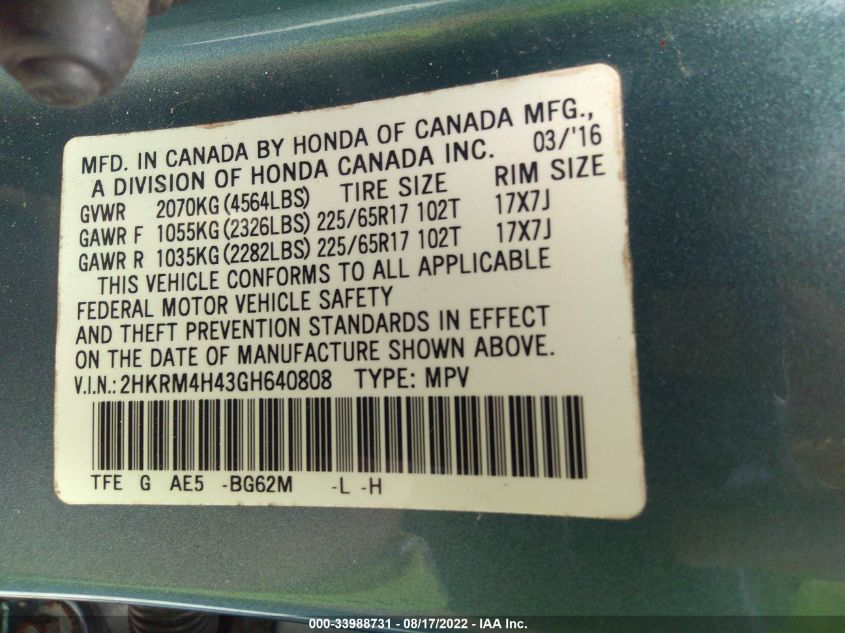 MFD. IN CANADA BY HONDA OF CANADA MFG.,
A DIVISION OF HONDA CANADA INC. 03/'16
GVWR 2070KG (4564LBS) TIRE SIZE RIM SIZE
GAWR F 1055KG (2326LBS) 225/65R17 102T 17X7J
GAWR R 1035KG (2282LBS) 225/65R17 102T 17X7J
THIS VEHICLE CONFORMS TO ALL APPLICABLE
FEDERAL MOTOR VEHICLE SAFETY
AND THEFT PREVENTION STANDARDS IN EFFECT
ON THE DATE OF MANUFACTURE SHOWN ABOVE.
V.I.N.: 2HKRM4H43GH640808 TYPE: MPV
TFE G AE5 -BG62M -L -H
000-33988731 - 08/17/2022 - IAA Inc.